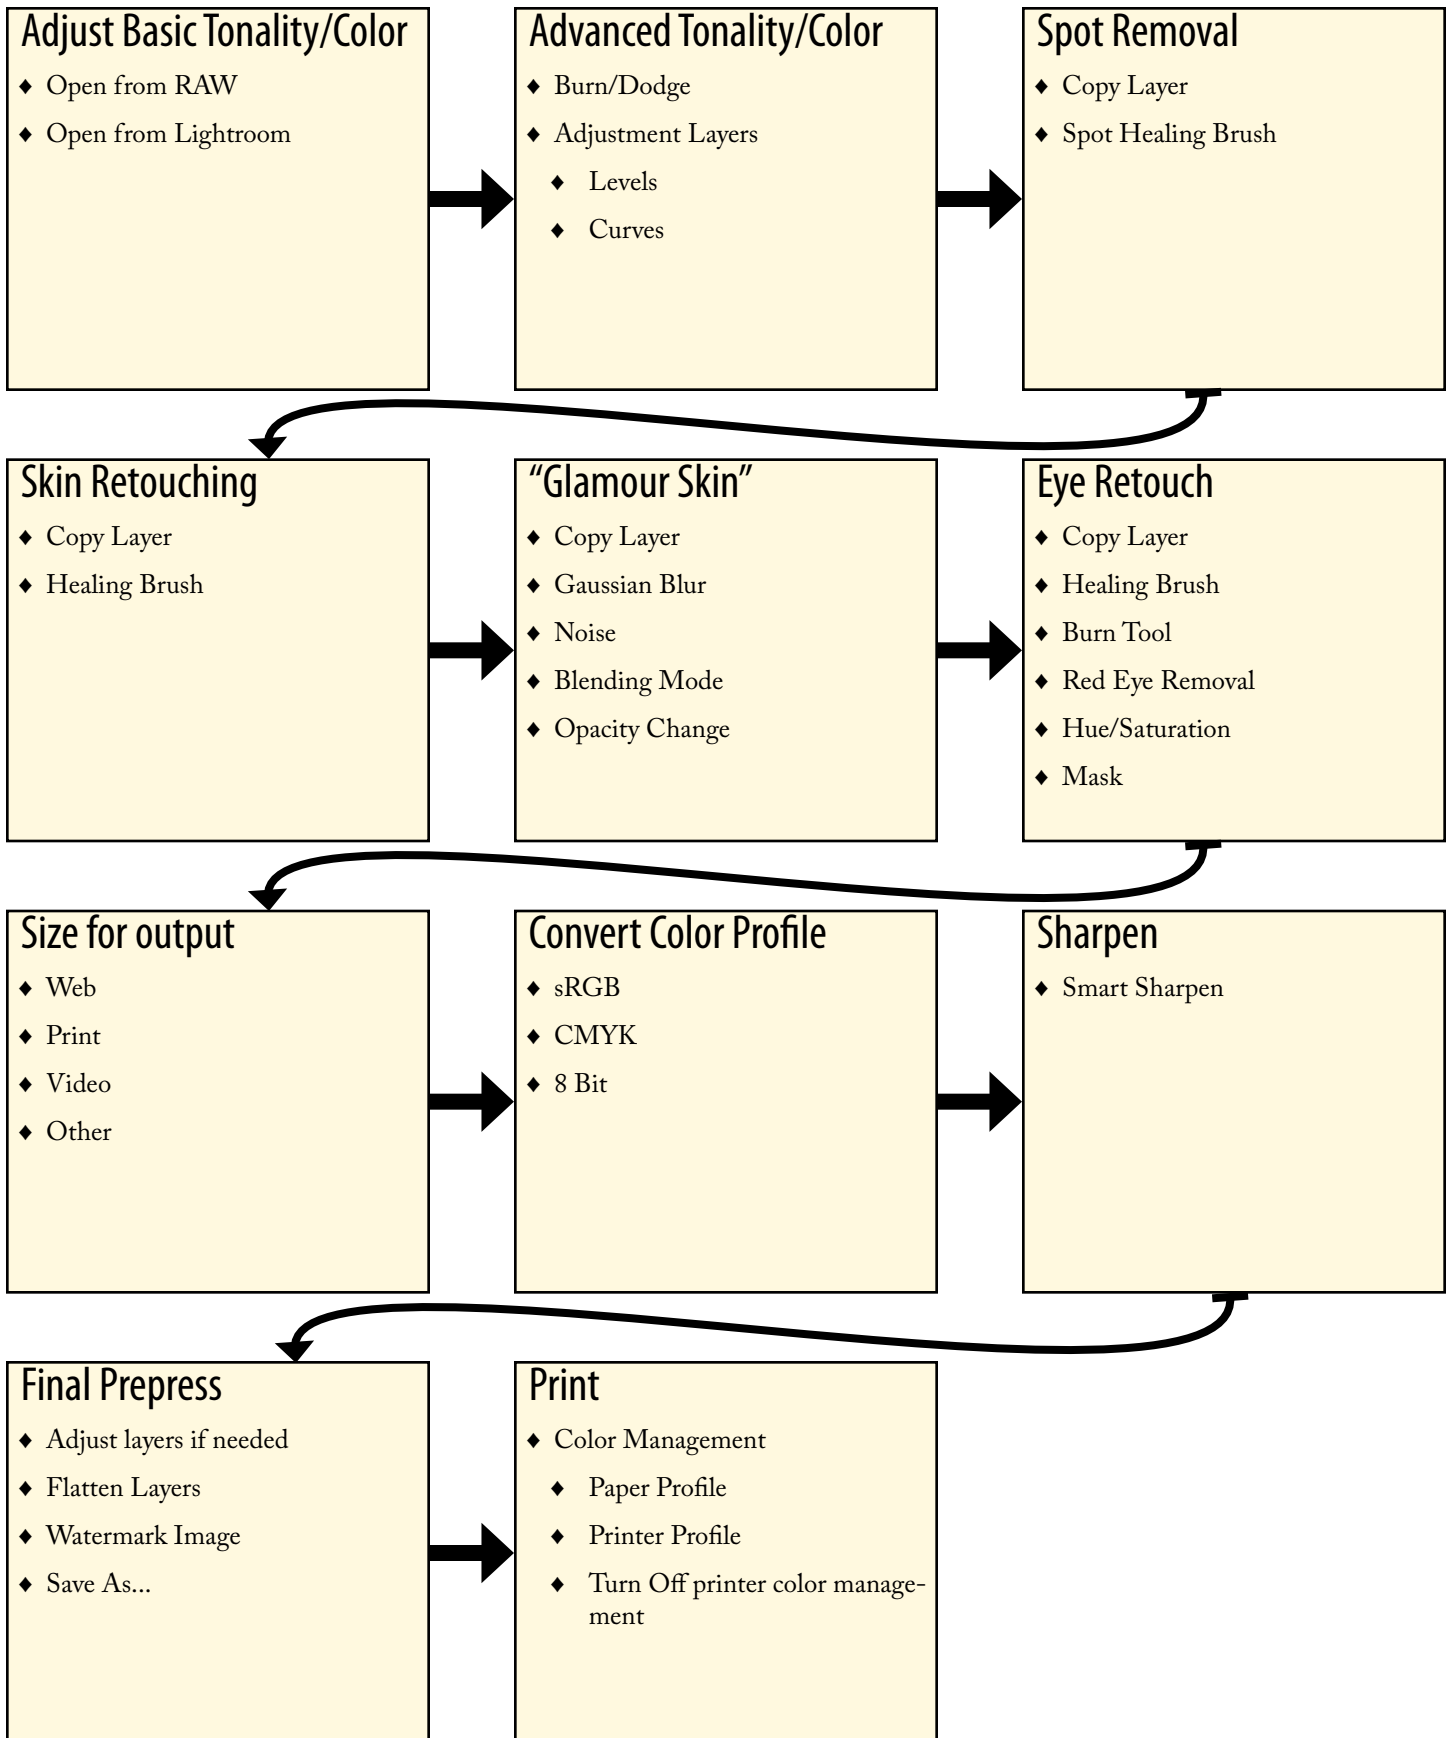 Adjust Basic Tonality/Color
♦ Open from RAW
♦ Open from Lightroom
Advanced Tonality/Color
♦ Burn/Dodge
♦ Adjustment Layers
♦ Levels
♦ Curves
Spot Removal
♦ Copy Layer
♦ Spot Healing Brush
Skin Retouching
♦ Copy Layer
♦ Healing Brush
“Glamour Skin”
♦ Copy Layer
♦ Gaussian Blur
♦ Noise
♦ Blending Mode
♦ Opacity Change
Eye Retouch
♦ Copy Layer
♦ Healing Brush
♦ Burn Tool
♦ Red Eye Removal
♦ Hue/Saturation
♦ Mask
Size for output
♦ Web
♦ Print
♦ Video
♦ Other
Convert Color Profile
♦ sRGB
♦ CMYK
♦ 8 Bit
Sharpen
♦ Smart Sharpen
Final Prepress
♦ Adjust layers if needed
♦ Flatten Layers
♦ Watermark Image
♦ Save As...
Print
♦ Color Management
♦ Paper Profile
♦ Printer Profile
♦ Turn Off printer color manage-
ment